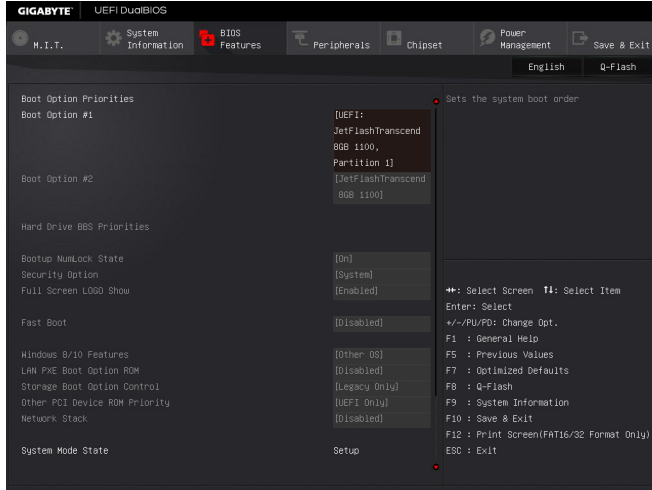 GIGABYTE™ UEFI DualBIOS
M.I.T. System Information BIOS Features Peripherals Chipset Power Management Save & Exit
English Q-Flash
Boot Option Priorities
Boot Option #1 [UEFI:
JetFlashTranscend
8GB 1100,
Partition 1]
Boot Option #2 [JetFlashTranscend
8GB 1100]
Hard Drive BBS Priorities
Bootup NumLock State [On]
Security Option [System]
Full Screen LOGO Show [Enabled]
Fast Boot [Disabled]
Windows 8/10 Features [Other OS]
LAN PXE Boot Option ROM [Disabled]
Storage Boot Option Control [Legacy Only]
Other PCI Device ROM Priority [UEFI Only]
Network Stack [Disabled]
System Mode State Setup
Sets the system boot order
→←: Select Screen ↑↓: Select Item
Enter: Select
+/-/PU/PD: Change Opt.
F1 : General Help
F5 : Previous Values
F7 : Optimized Defaults
F8 : Q-Flash
F9 : System Information
F10 : Save & Exit
F12 : Print Screen(FAT16/32 Format Only)
ESC : Exit